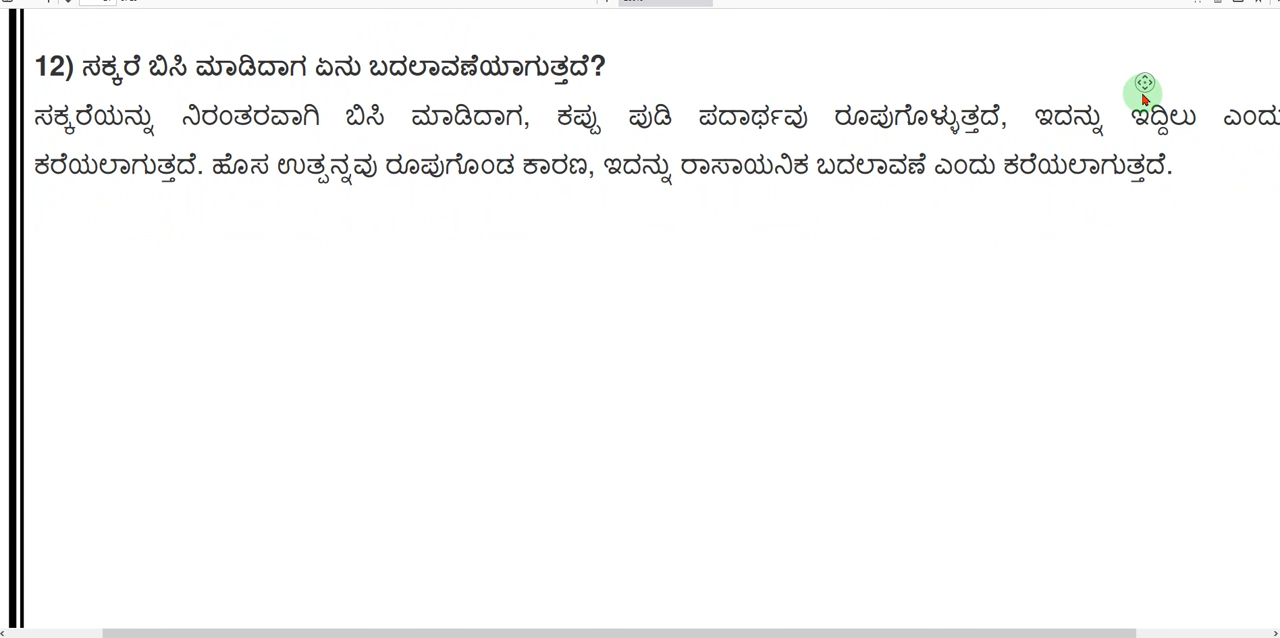 12) ಸಕ್ಕರೆ ಬಿಸಿ ಮಾಡಿದಾಗ ಏನು ಬದಲಾವಣೆಯಾಗುತ್ತದೆ?
ಸಕ್ಕರೆಯನ್ನು ನಿರಂತರವಾಗಿ ಬಿಸಿ ಮಾಡಿದಾಗ, ಕಪ್ಪು ಪುಡಿ ಪದಾರ್ಥವು ರೂಪುಗೊಳ್ಳುತ್ತದೆ, ಇದನ್ನು ಇದ್ದಿಲು ಎಂದು
ಕರೆಯಲಾಗುತ್ತದೆ. ಹೊಸ ಉತ್ಪನ್ನವು ರೂಪುಗೊಂಡ ಕಾರಣ, ಇದನ್ನು ರಾಸಾಯನಿಕ ಬದಲಾವಣೆ ಎಂದು ಕರೆಯಲಾಗುತ್ತದೆ.